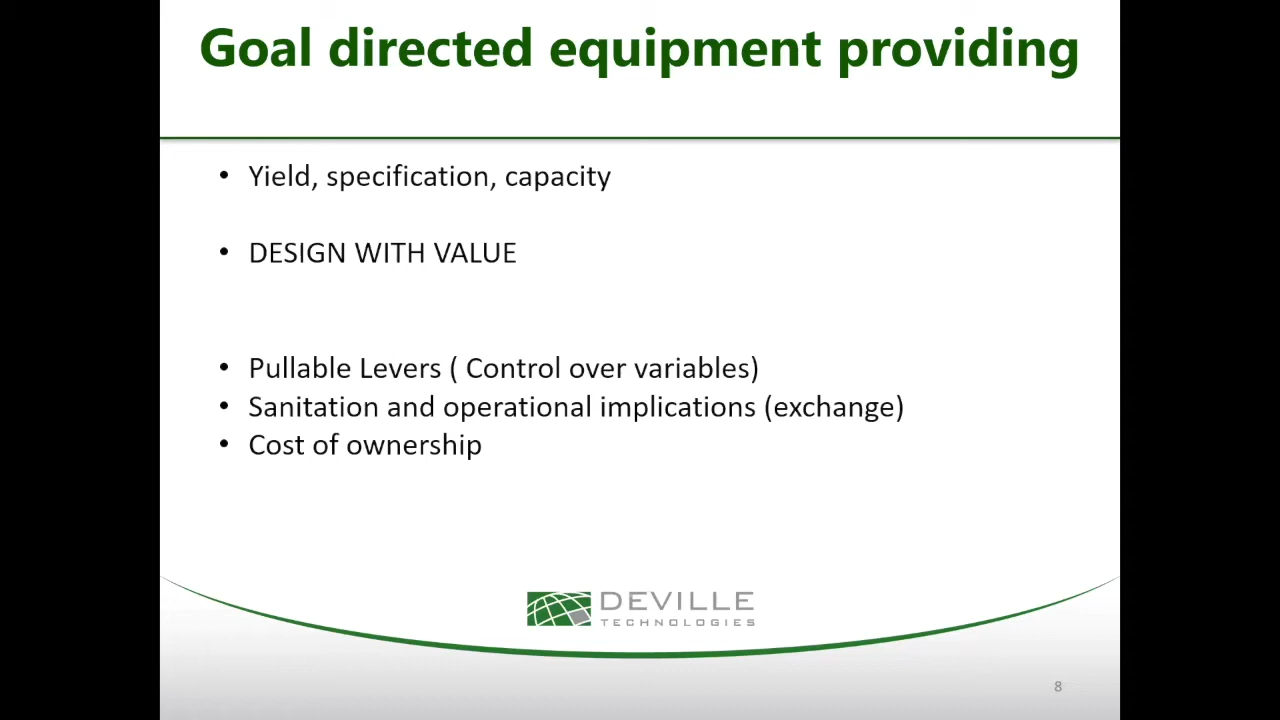 Goal directed equipment providing
• Yield, specification, capacity
• DESIGN WITH VALUE
• Pullable Levers ( Control over variables)
• Sanitation and operational implications (exchange)
• Cost of ownership
DEVILLE
TECHNOLOGIES
8